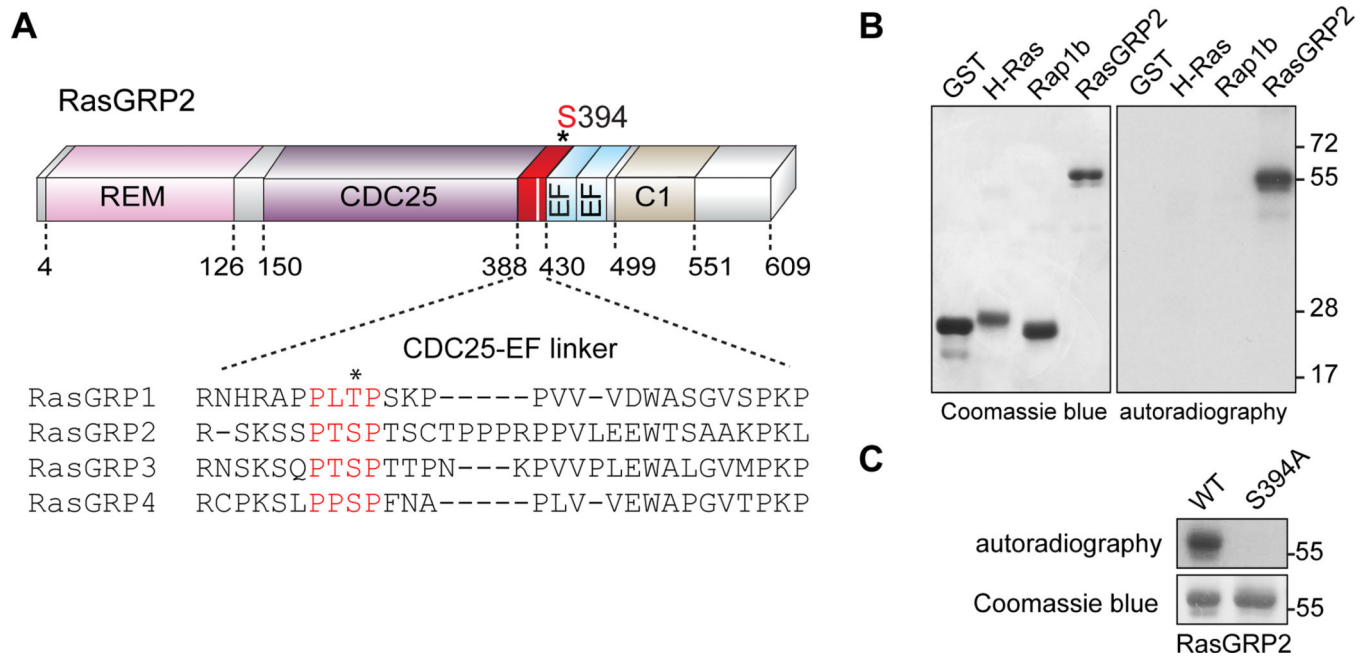 A
RasGRP2
S394
*
REM
CDC25
EF
EF
C1
4
126
150
388
430
499
551
609
CDC25-EF linker
*
RasGRP1 RNHRAPPLTPSKP-----PVV-VDWASGVSPKP
RasGRP2 R-SKSSPTSPTSCTPPPRPPVLEEWTSAAKPKL
RasGRP3 RNSKSQPTSPTTPN---KPVVPLEWALGVMPKP
RasGRP4 RCPKSLPPSPFNA-----PLV-VEWAPGVTPKP
B
GST
H-Ras
Rap1b
RasGRP2
GST
H-Ras
Rap1b
RasGRP2
72
55
28
17
Coomassie blue
autoradiography
C
WT
S394A
autoradiography
-55
Coomassie blue
-55
RasGRP2